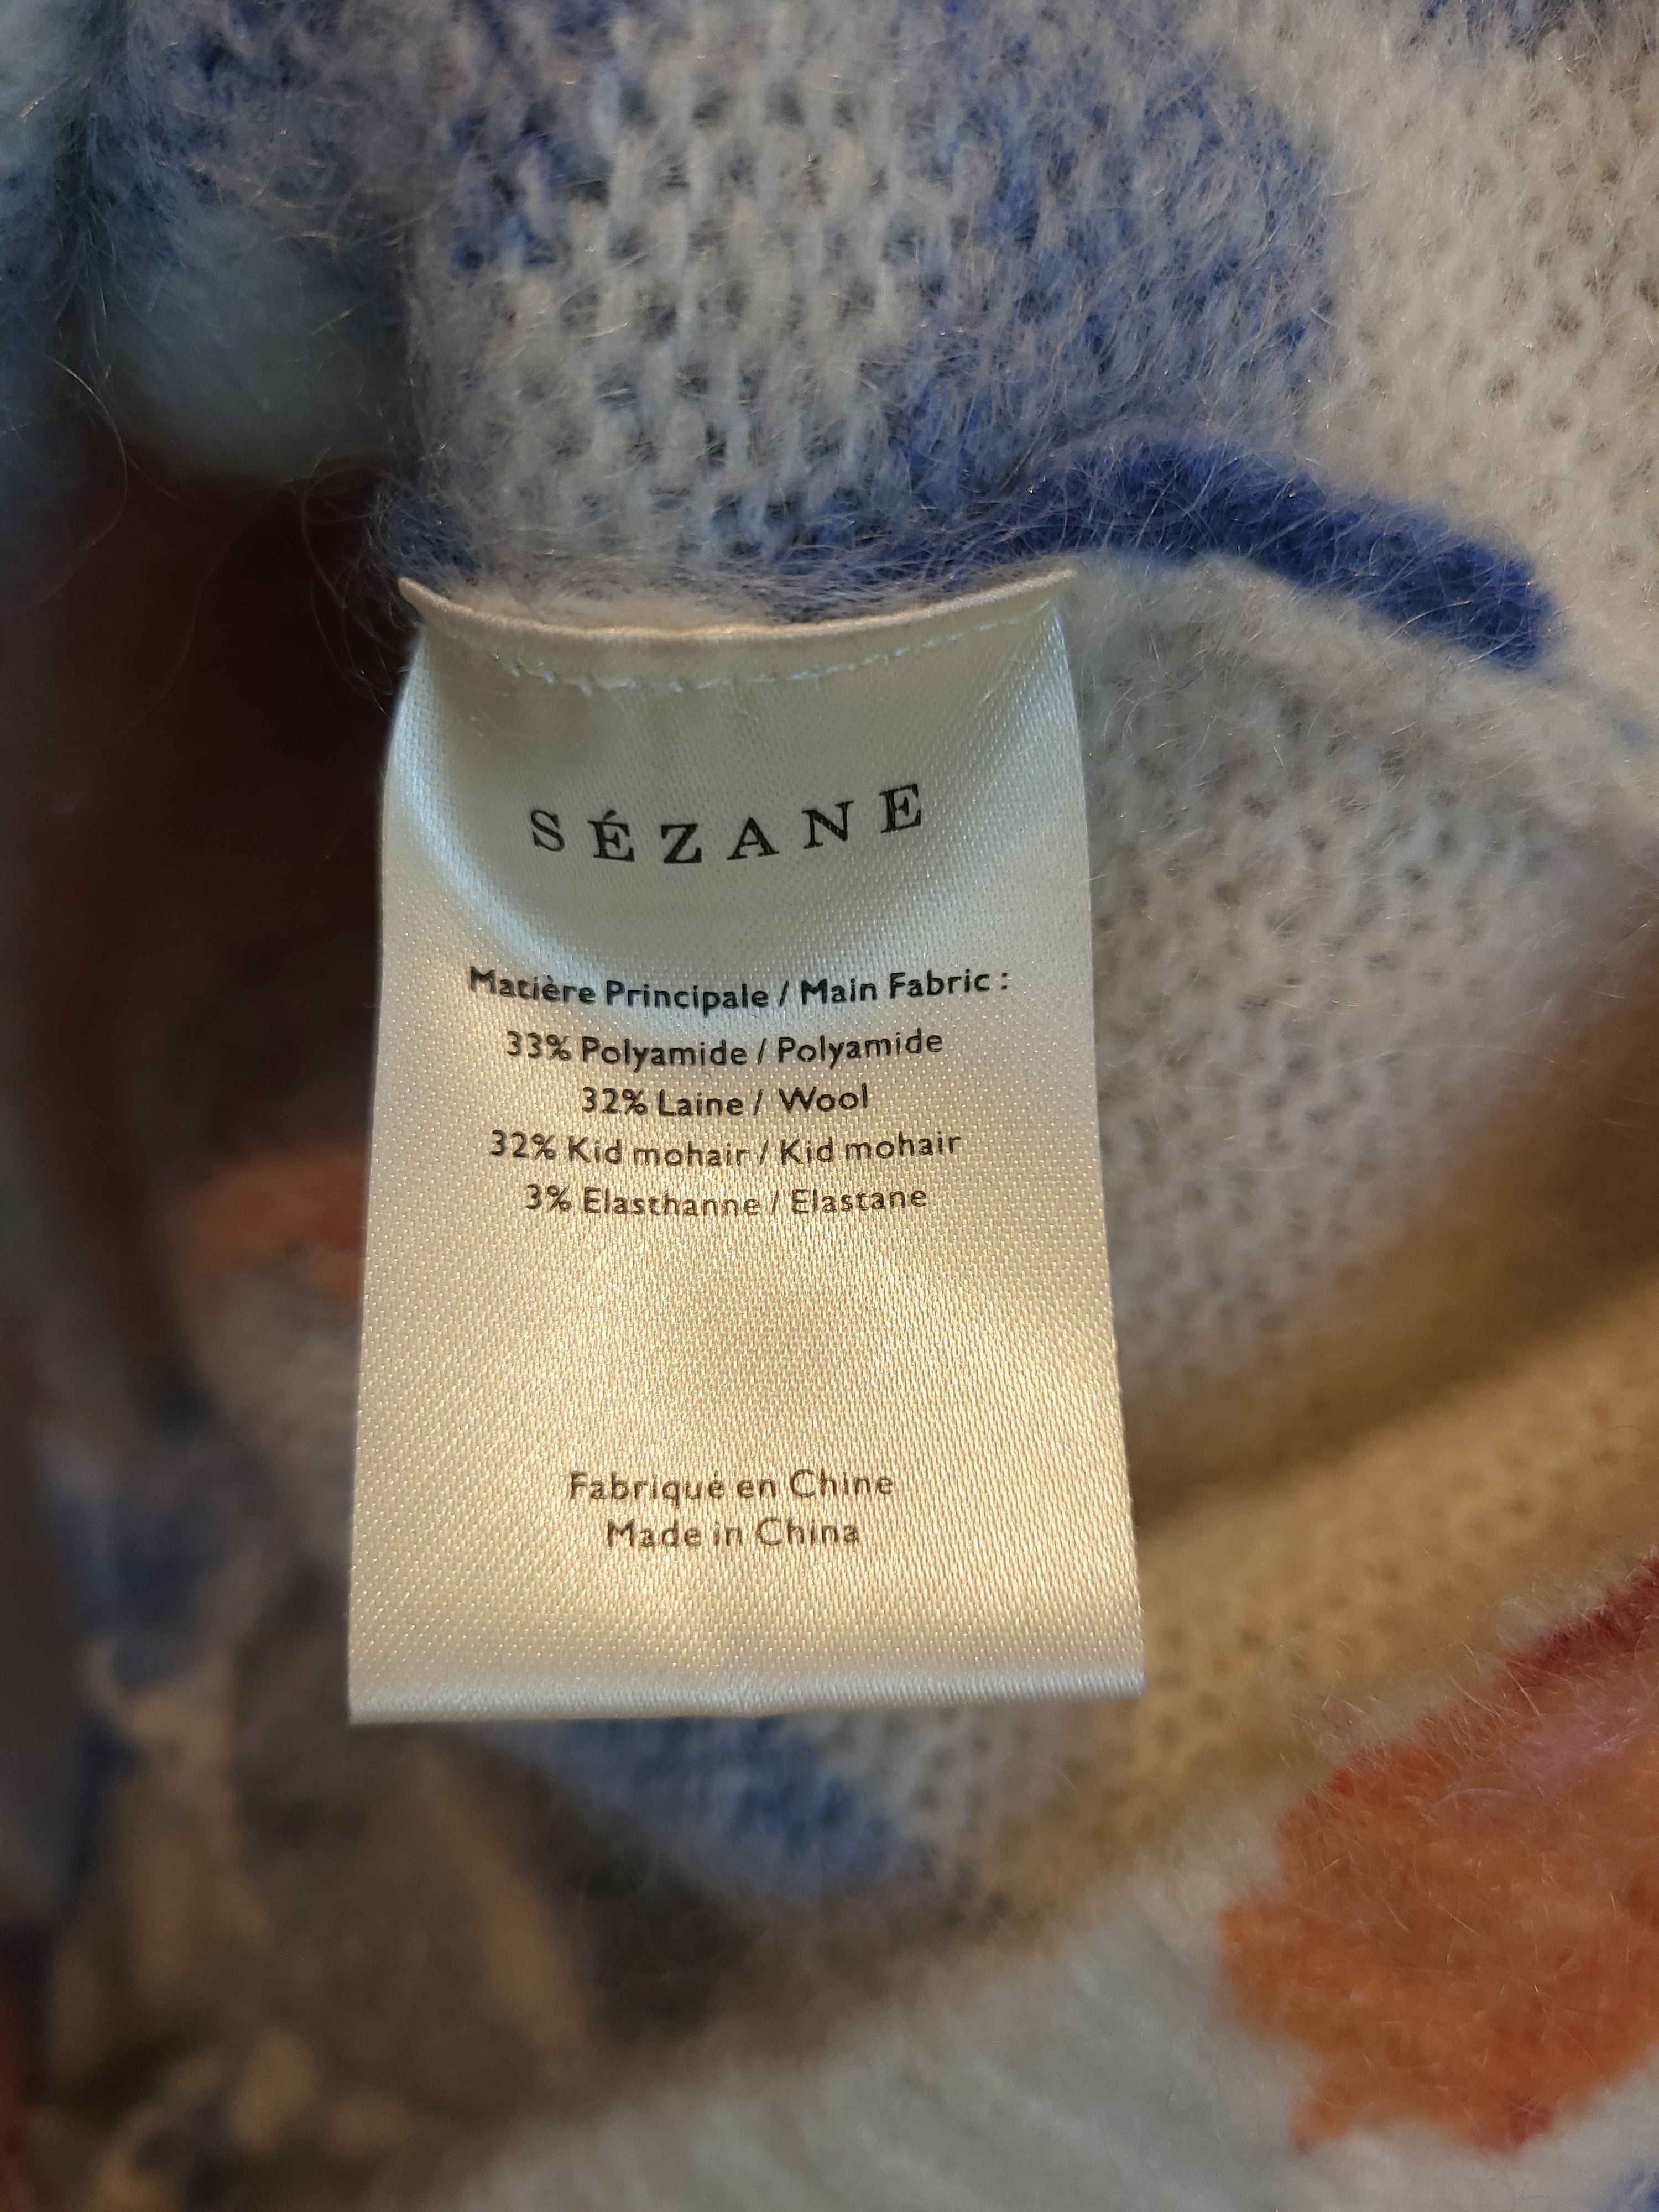 SÉZANE
Matière Principale / Main Fabric :
33% Polyamide / Polyamide
32% Laine / Wool
32% Kid mohair / Kid mohair
3% Elasthanne / Elastane
Fabriqué en Chine
Made in China